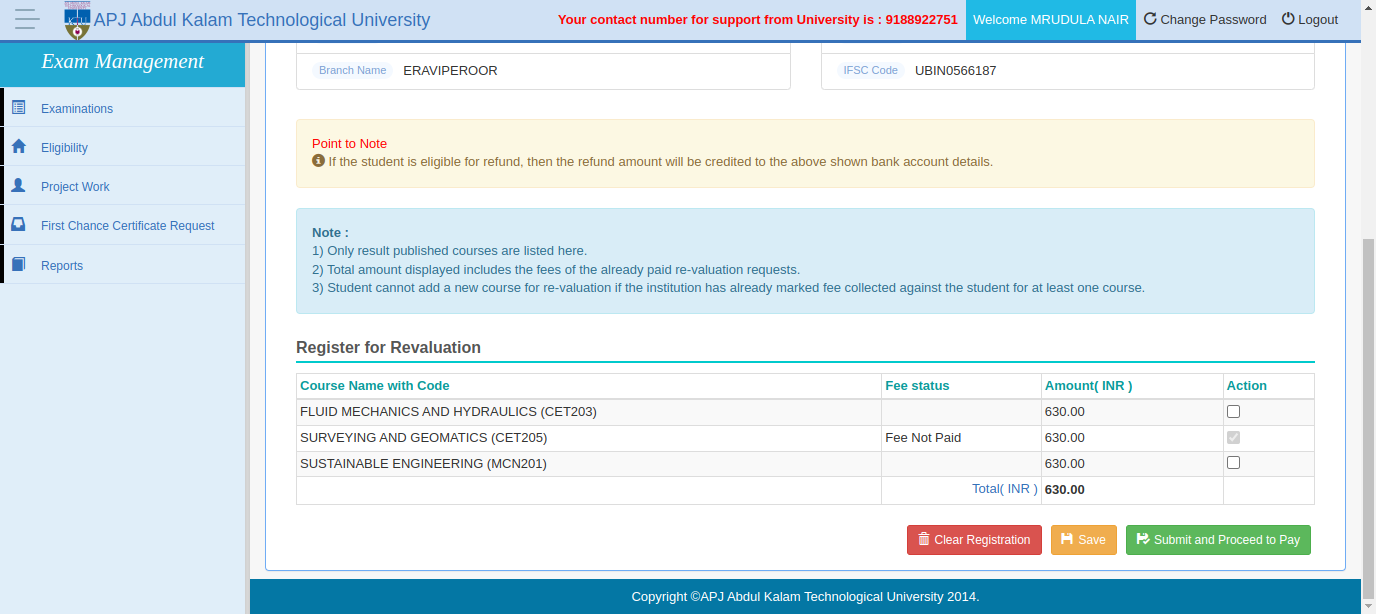 APJ Abdul Kalam Technological University
Your contact number for support from University is : 9188922751
Welcome MRUDULA NAIR
Change Password
Logout
Exam Management
Examinations
Eligibility
Project Work
First Chance Certificate Request
Reports
Branch Name ERAVIPEROOR
IFSC Code UBIN0566187
Point to Note
If the student is eligible for refund, then the refund amount will be credited to the above shown bank account details.
Note :
1) Only result published courses are listed here.
2) Total amount displayed includes the fees of the already paid re-valuation requests.
3) Student cannot add a new course for re-valuation if the institution has already marked fee collected against the student for at least one course.
Register for Revaluation
Course Name with Code Fee status Amount( INR ) Action
FLUID MECHANICS AND HYDRAULICS (CET203) 630.00
SURVEYING AND GEOMATICS (CET205) Fee Not Paid 630.00
SUSTAINABLE ENGINEERING (MCN201) 630.00
Total( INR ) 630.00
Clear Registration Save Submit and Proceed to Pay
Copyright ©APJ Abdul Kalam Technological University 2014.